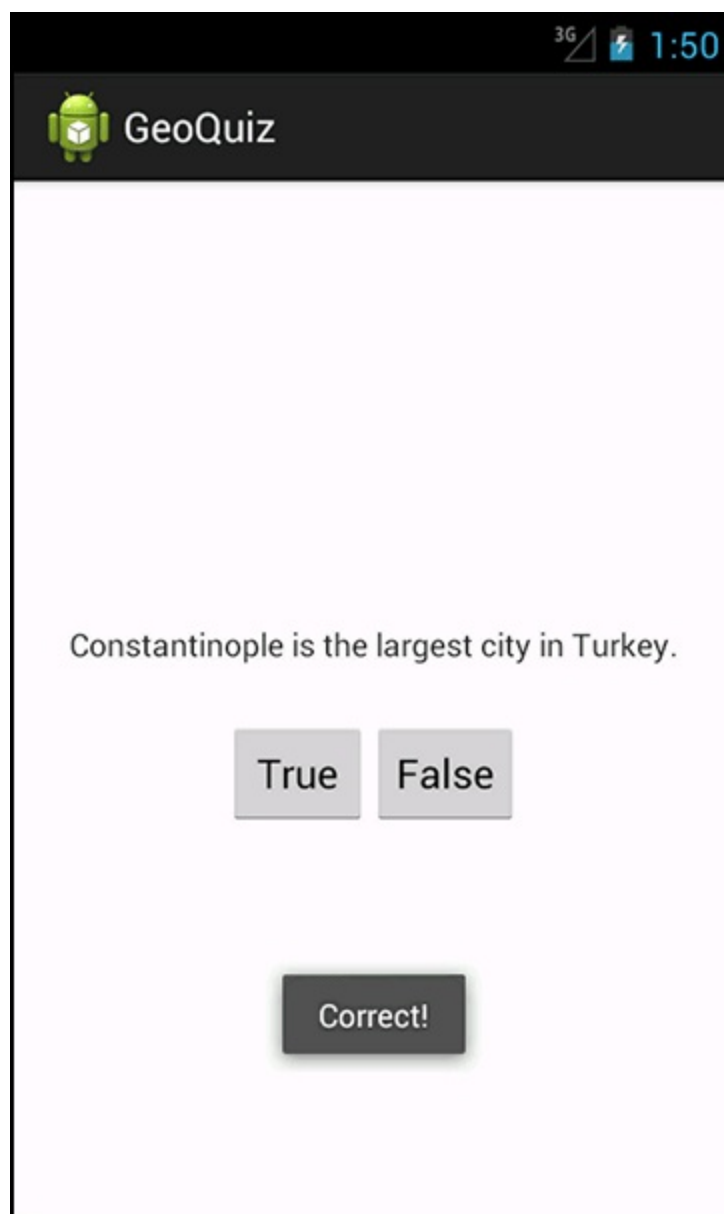 3G 1:50
GeoQuiz
Constantinople is the largest city in Turkey.
True False
Correct!